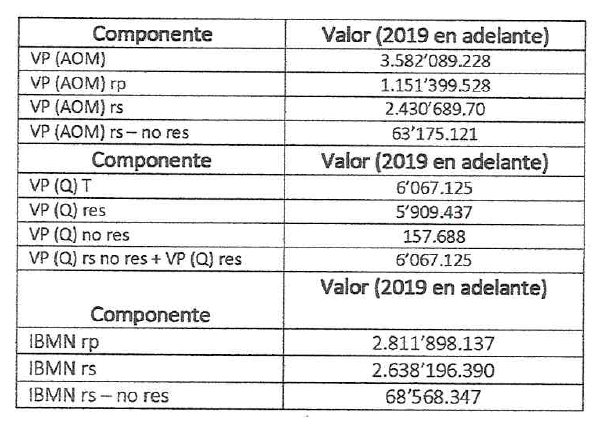 Componente Valor (2019 en adelante)
VP (AOM) 3.582'089.228
VP (AOM) rp 1.151'399.528
VP (AOM) rs 2.430'689.70
VP (AOM) rs – no res 63'175.121
Componente Valor (2019 en adelante)
VP (Q) T 6'067.125
VP (Q) res 5'909.437
VP (Q) no res 157.688
VP (Q) rs no res + VP (Q) res 6'067.125
Valor (2019 en adelante)
Componente
IBMN rp 2.811'898.137
IBMN rs 2.638'196.390
IBMN rs – no res 68'568.347